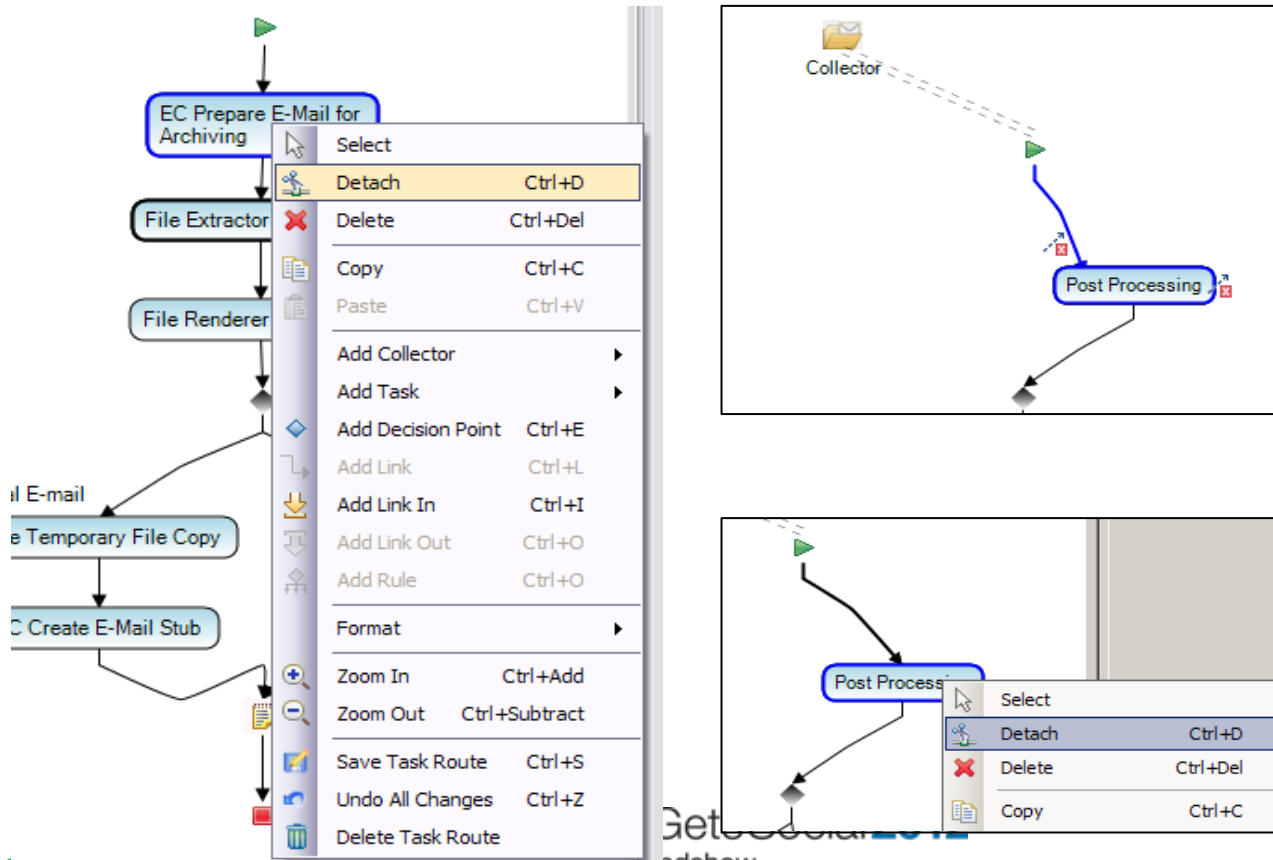 EC Prepare E-Mail for
Archiving
File Extractor
File Renderer
l E-mail
e Temporary File Copy
C Create E-Mail Stub
Select
Detach Ctrl+D
Delete Ctrl+Del
Copy Ctrl+C
Paste Ctrl+V
Add Collector
Add Task
Add Decision Point Ctrl+E
Add Link Ctrl+L
Add Link In Ctrl+I
Add Link Out Ctrl+O
Add Rule Ctrl+O
Format
Zoom In Ctrl+Add
Zoom Out Ctrl+Subtract
Save Task Route Ctrl+S
Undo All Changes Ctrl+Z
Delete Task Route
Collector
Post Processing
Post Process
Select
Detach Ctrl+D
Delete Ctrl+Del
Copy Ctrl+C